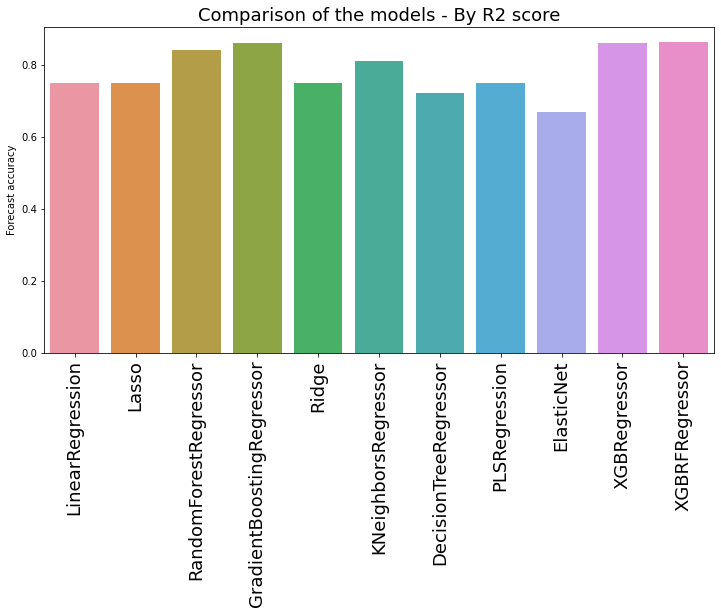 Comparison of the models - By R2 score
Forecast accuracy
0.8
0.6
0.4
0.2
0.0
LinearRegression
Lasso
RandomForestRegressor
GradientBoostingRegressor
Ridge
KNeighborsRegressor
DecisionTreeRegressor
PLSRegression
ElasticNet
XGBRegressor
XGBRFRegressor